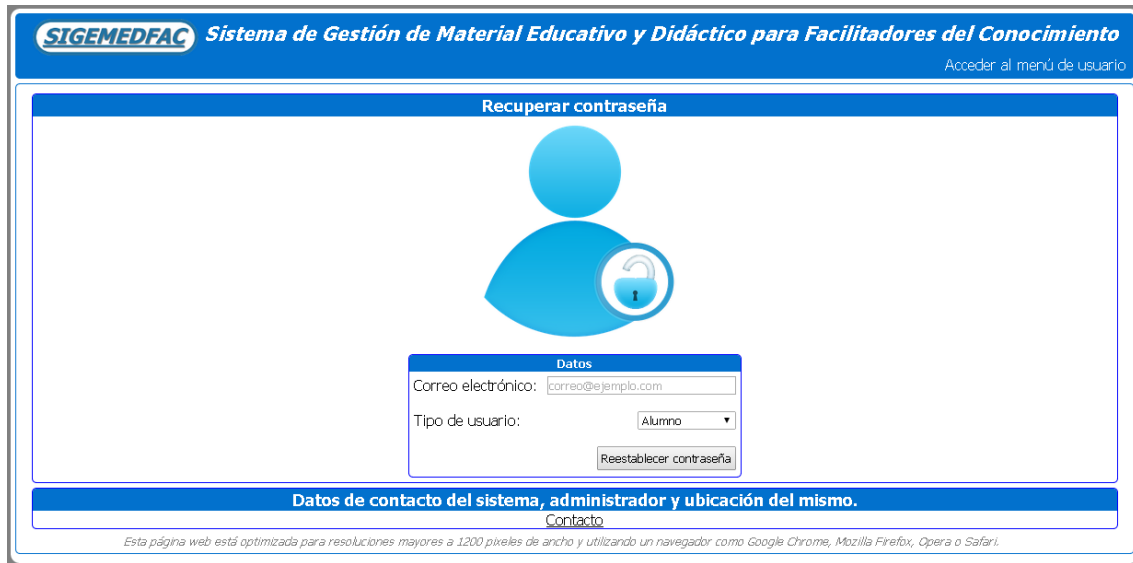 SIGEMEDFAC Sistema de Gestión de Material Educativo y Didáctico para Facilitadores del Conocimiento
Acceder al menú de usuario
Recuperar contraseña
Datos
Correo electrónico: correo@ejemplo.com
Tipo de usuario: Alumno
Reestablecer contraseña
Datos de contacto del sistema, administrador y ubicación del mismo.
Contacto
Esta página web está optimizada para resoluciones mayores a 1200 pixeles de ancho y utilizando un navegador como Google Chrome, Mozilla Firefox, Opera o Safari.